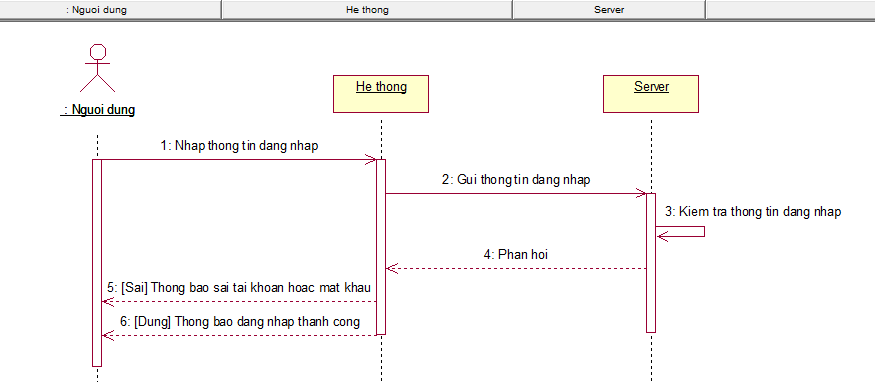 : Nguoi dung
He thong
Server
: Nguoi dung
He thong
Server
1: Nhap thong tin dang nhap
2: Gui thong tin dang nhap
3: Kiem tra thong tin dang nhap
4: Phan hoi
5: [Sai] Thong bao sai tai khoan hoac mat khau
6: [Dung] Thong bao dang nhap thanh cong